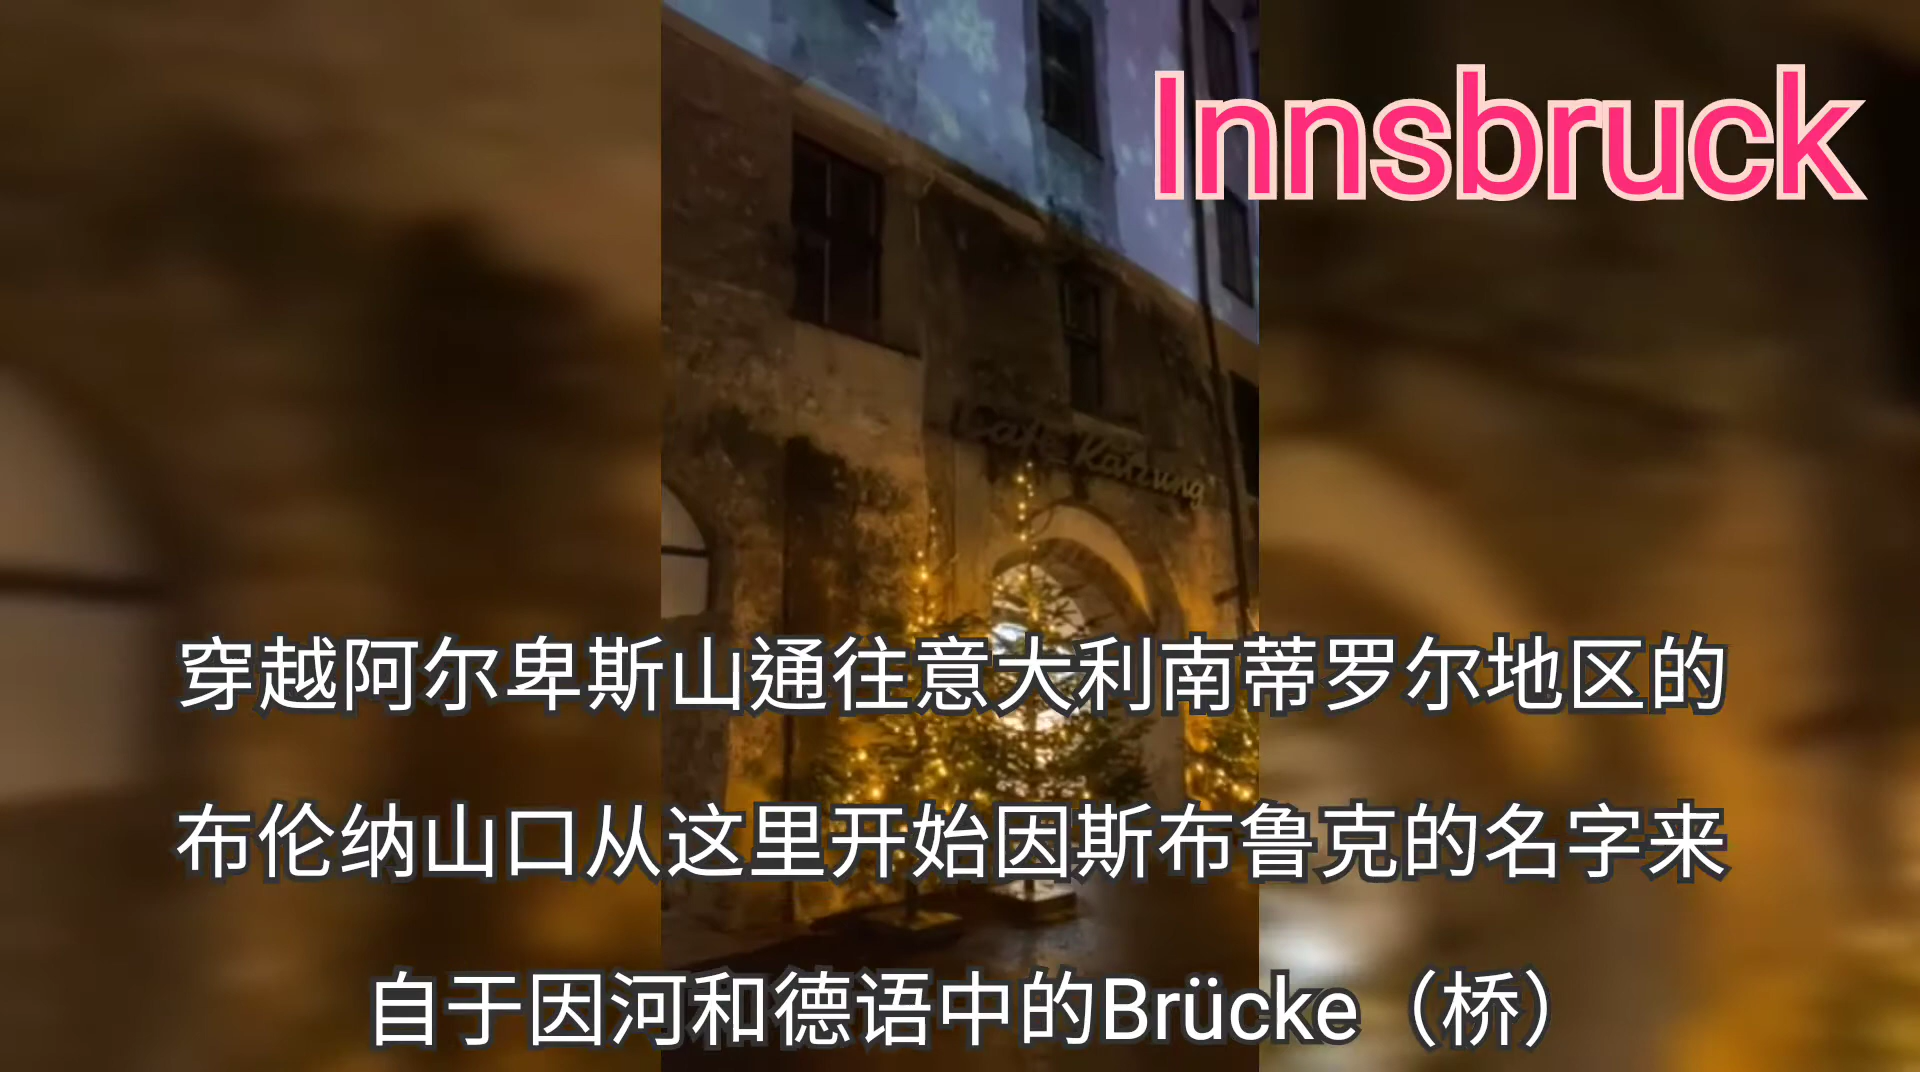 Innsbruck
Café Katzung
穿越阿尔卑斯山通往意大利南蒂罗尔地区的
布伦纳山口从这里开始因斯布鲁克的名字来
自于因河和德语中的Brücke（桥）